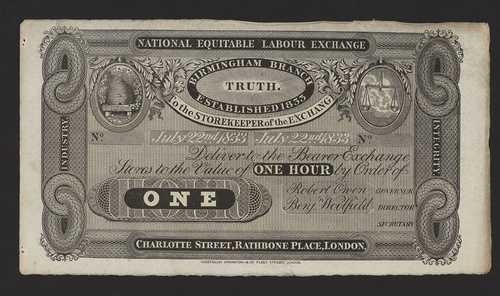 NATIONAL EQUITABLE LABOUR EXCHANGE
BIRMINGHAM BRANCH
TRUTH.
ESTABLISHED 1833
To the STOREKEEPER of the EXCHANGE
INDUSTRY
INTEGRITY
No July 22nd 1833 July 22nd 1833 No
Deliver to the Bearer Exchange
Stores to the Value of ONE HOUR by Order of
Robert Owen GOVERNOR
ONE
Benj. Woolfield DIRECTOR
SECRETARY
CHARLOTTE STREET, RATHBONE PLACE, LONDON.